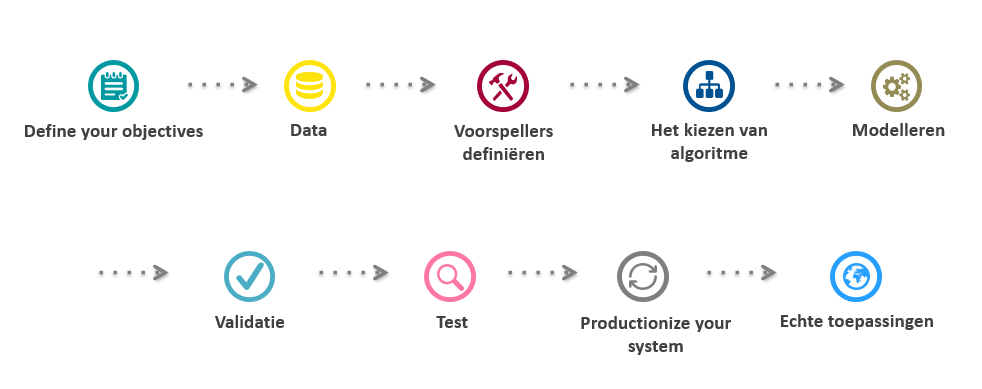 Define your objectives
Data
Voorspellers
definiëren
Het kiezen van
algoritme
Modelleren
Validatie
Test
Productionize your
system
Echte toepassingen